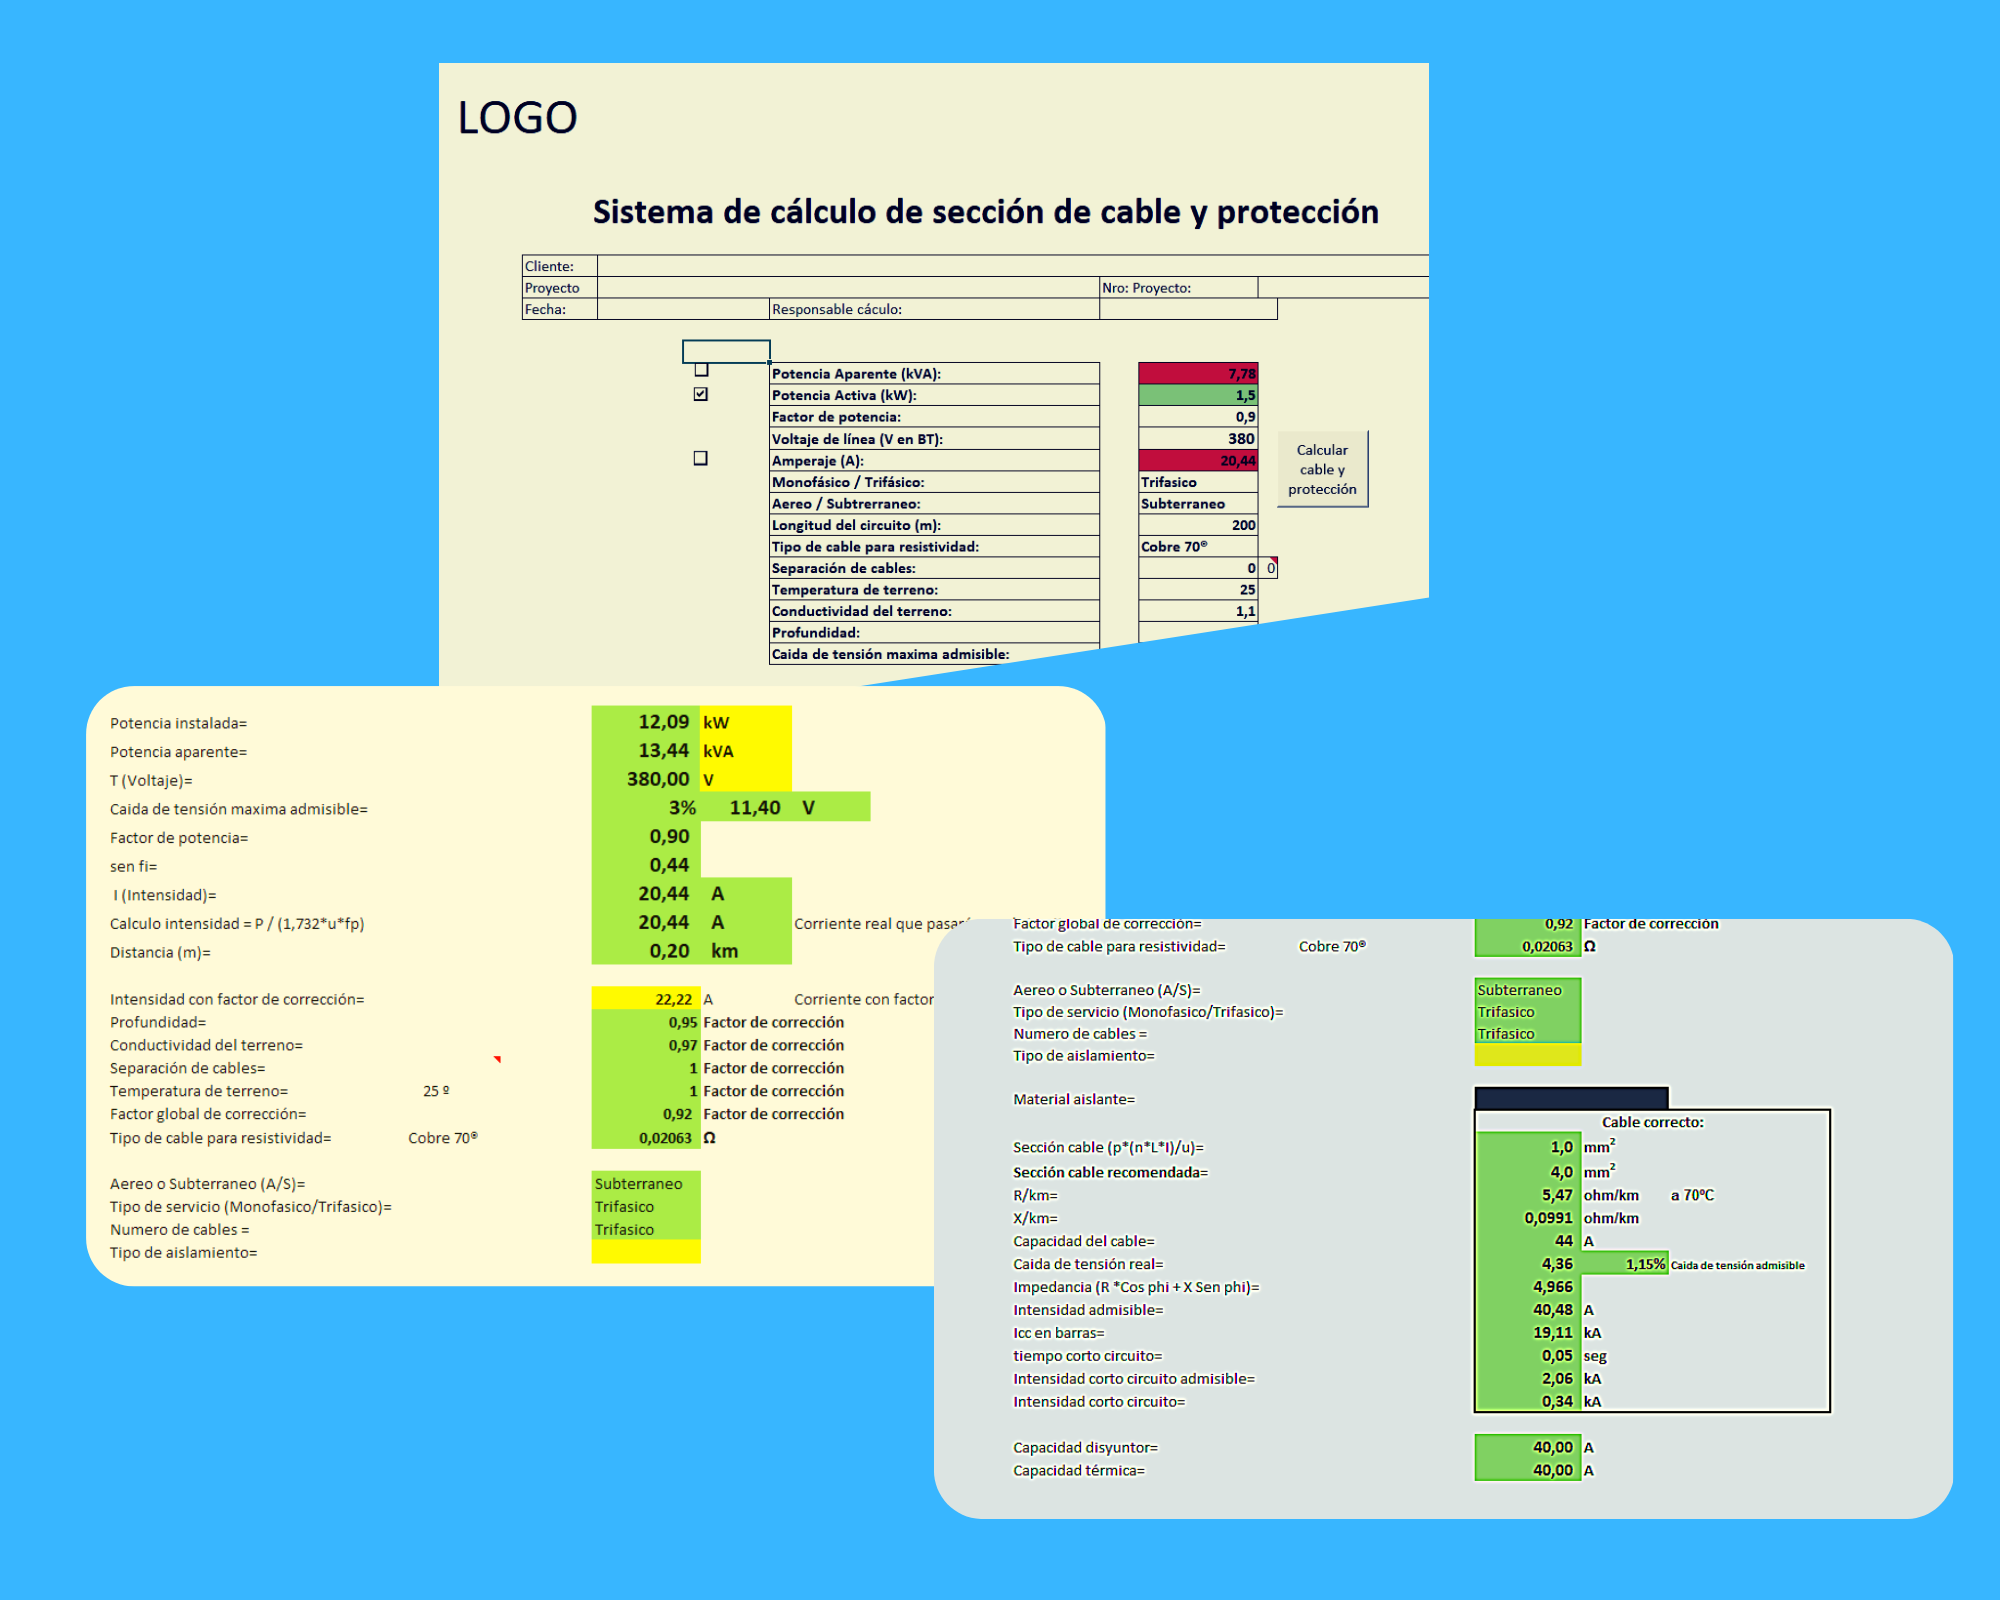 LOGO
Sistema de cálculo de sección de cable y protección
Cliente:
Proyecto Nro: Proyecto:
Fecha: Responsable cáculo:
Potencia Aparente (kVA): 7,78
Potencia Activa (kW): 1,5
Factor de potencia: 0,9
Voltaje de línea (V en BT): 380
Amperaje (A): 20,44
Monofásico / Trifásico: Trifasico
Aereo / Subtrerraneo: Subterraneo
Longitud del circuito (m): 200
Tipo de cable para resistividad: Cobre 70º
Separación de cables: 0 0
Temperatura de terreno: 25
Conductividad del terreno: 1,1
Profundidad:
Caida de tensión maxima admisible:
Calcular
cable y
protección
Potencia instalada= 12,09 kW
Potencia aparente= 13,44 kVA
T (Voltaje)= 380,00 V
Caida de tensión maxima admisible= 3% 11,40 V
Factor de potencia= 0,90
sen fi= 0,44
I (Intensidad)= 20,44 A
Calculo intensidad = P / (1,732*u*fp) 20,44 A Corriente real que pasar
Distancia (m)= 0,20 km
Intensidad con factor de corrección= 22,22 A Corriente con factor
Profundidad= 0,95 Factor de corrección
Conductividad del terreno= 0,97 Factor de corrección
Separación de cables= 1 Factor de corrección
Temperatura de terreno= 25 º 1 Factor de corrección
Factor global de corrección= 0,92 Factor de corrección
Tipo de cable para resistividad= Cobre 70º 0,02063 Ω
Aereo o Subterraneo (A/S)= Subterraneo
Tipo de servicio (Monofasico/Trifasico)= Trifasico
Numero de cables = Trifasico
Tipo de aislamiento=
Factor global de corrección= 0,92 Factor de corrección
Tipo de cable para resistividad= Cobre 70º 0,02063 Ω
Aereo o Subterraneo (A/S)= Subterraneo
Tipo de servicio (Monofasico/Trifasico)= Trifasico
Numero de cables = Trifasico
Tipo de aislamiento=
Material aislante=
Cable correcto:
Sección cable (p*(n*L*I)/u)= 1,0 mm²
Sección cable recomendada= 4,0 mm²
R/km= 5,47 ohm/km a 70ºC
X/km= 0,0991 ohm/km
Capacidad del cable= 44 A
Caida de tensión real= 4,36 1,15% Caida de tensión admisible
Impedancia (R *Cos phi + X Sen phi)= 4,966
Intensidad admisible= 40,48 A
Icc en barras= 19,11 kA
tiempo corto circuito= 0,05 seg
Intensidad corto circuito admisible= 2,06 kA
Intensidad corto circuito= 0,34 kA
Capacidad disyuntor= 40,00 A
Capacidad térmica= 40,00 A